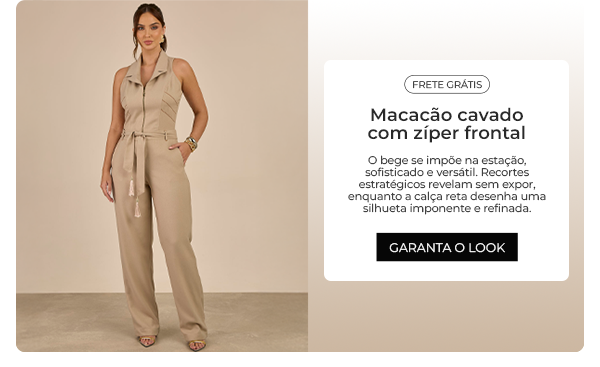 FRETE GRÁTIS
Macacão cavado
com zíper frontal
O bege se impõe na estação,
sofisticado e versátil. Recortes
estratégicos revelam sem expor,
enquanto a calça reta desenha uma
silhueta imponente e refinada.
GARANTA O LOOK